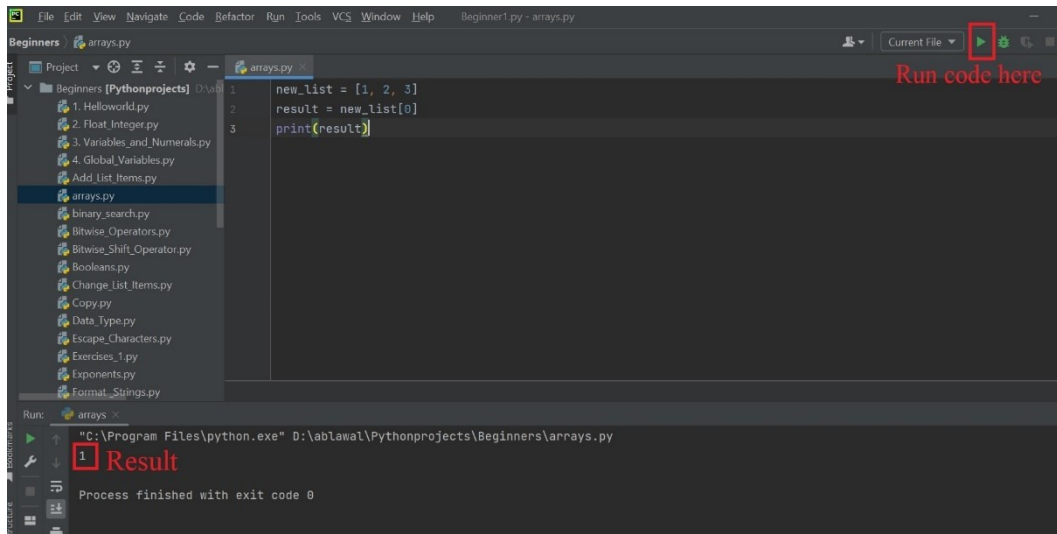 PC File Edit View Navigate Code Refactor Run Tools VCS Window Help Beginner1.py - arrays.py
Beginners arrays.py Current File
Run code here
Project arrays.py
Project
Beginners [Pythonprojects] D:\abl
1. Helloworld.py
2. Float_Integer.py
3. Variables_and_Numerals.py
4. Global_Variables.py
Add_List_Items.py
arrays.py
binary_search.py
Bitwise_Operators.py
Bitwise_Shift_Operator.py
Booleans.py
Change_List_Items.py
Copy.py
Data_Type.py
Escape_Characters.py
Exercises_1.py
Exponents.py
Format_Strings.py
1 new_list = [1, 2, 3]
2 result = new_list[0]
3 print(result)
Run: arrays
"C:\Program Files\python.exe" D:\ablawal\Pythonprojects\Beginners\arrays.py
1 Result
Process finished with exit code 0
Bookmarks